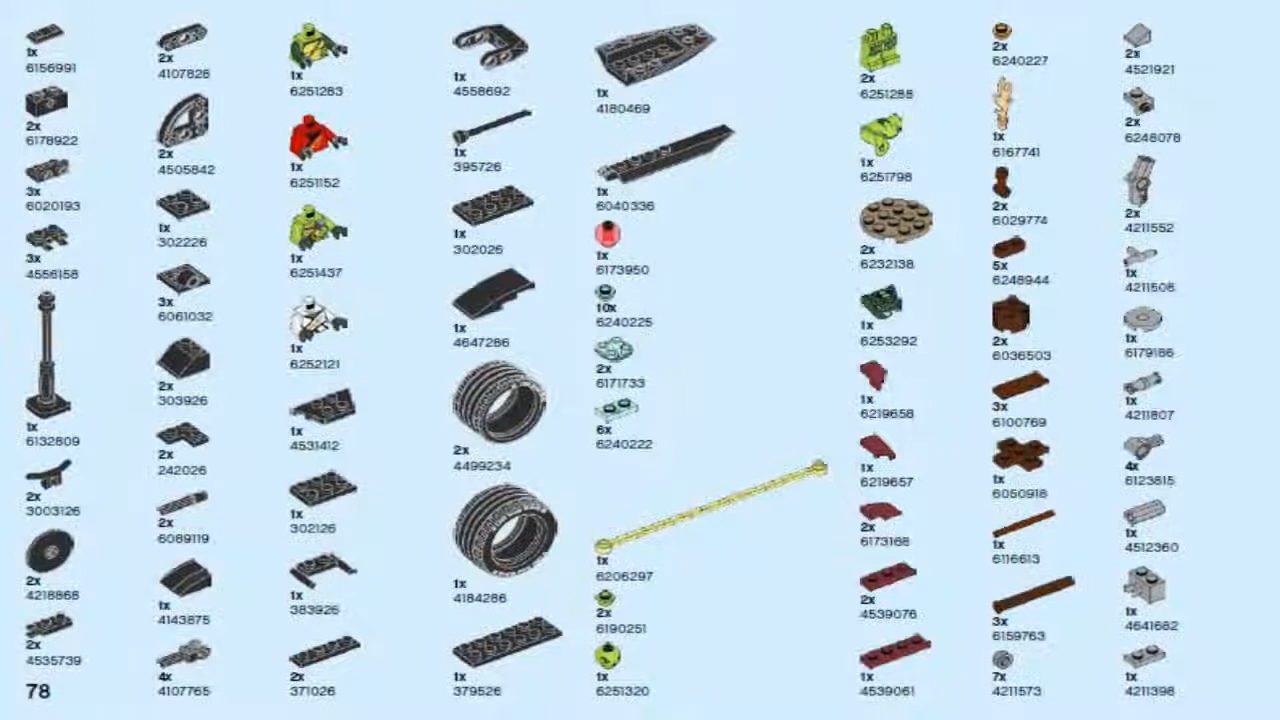 1x
6156991
2x
6178922
3x
6020193
3x
4556158
1x
6132809
2x
3003126
2x
4218868
2x
4535739
78
2x
4107828
2x
4505842
1x
302226
3x
6061032
2x
303926
2x
242026
2x
6089119
1x
4143875
4x
4107765
1x
6251283
1x
6251152
1x
6251437
1x
6252121
1x
4531412
1x
302126
1x
383926
2x
371026
1x
4558692
1x
395726
1x
302026
1x
4647286
2x
4499234
1x
4184286
1x
379526
1x
4180469
1x
6040336
1x
6173950
10x
6240225
2x
6171733
6x
6240222
1x
6206297
2x
6190251
1x
6251320
2x
6251288
1x
6251798
2x
6232138
1x
6253292
1x
6219658
1x
6219657
2x
6173168
2x
4539076
1x
4539061
2x
6240227
1x
6167741
2x
6029774
5x
6248944
2x
6036503
3x
6100769
1x
6050918
1x
6116613
3x
6159763
7x
4211573
2x
4521921
2x
6248078
2x
4211552
1x
4211508
1x
6179186
1x
4211807
4x
6123815
1x
4512360
1x
4641682
1x
4211398